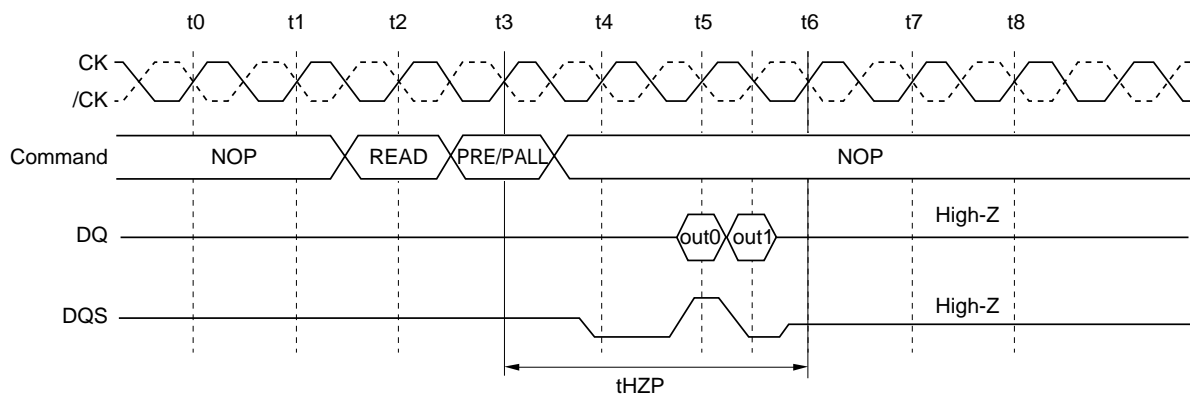 t0 t1 t2 t3 t4 t5 t6 t7 t8
CK
/CK
Command NOP READ PRE/PALL NOP
DQ out0 out1 High-Z
DQS High-Z
tHZP